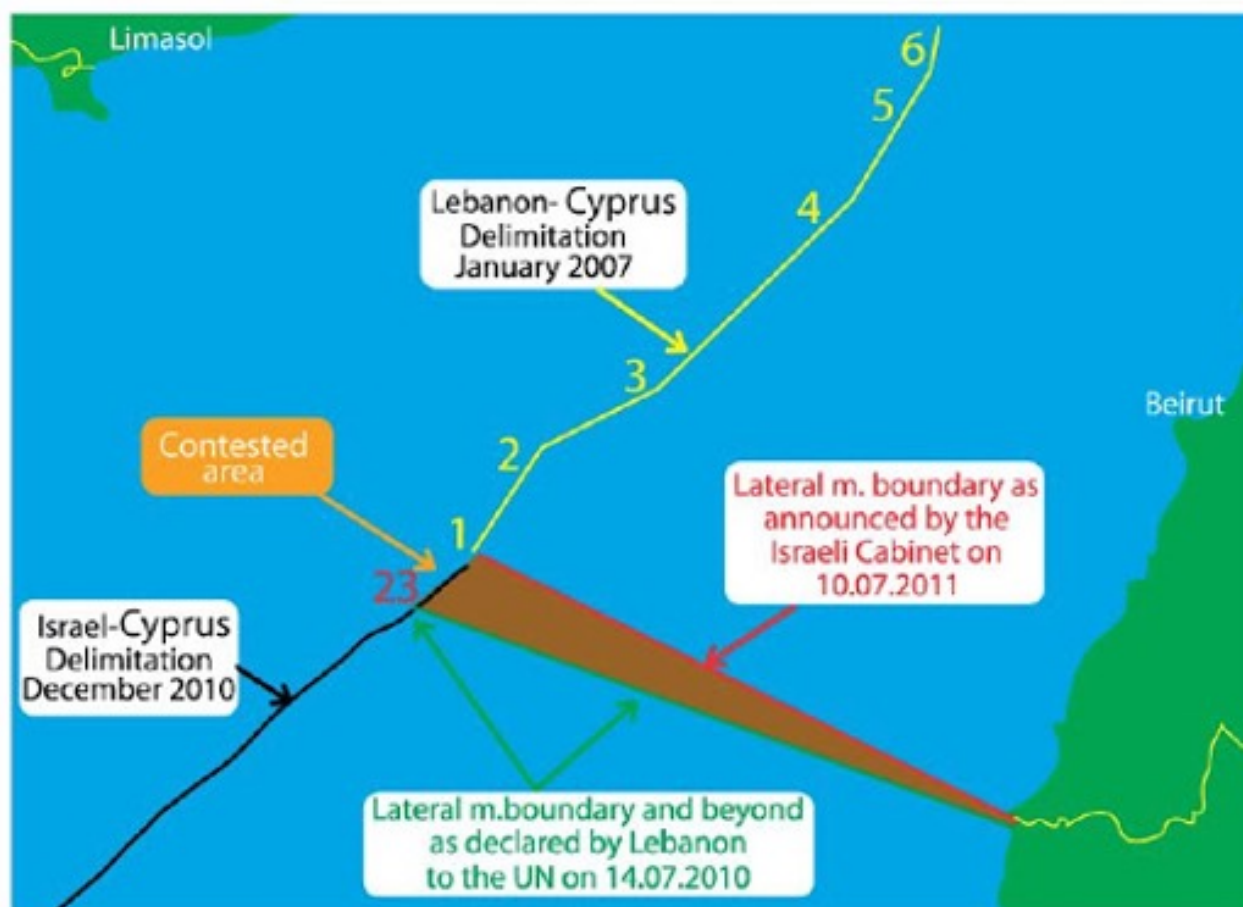 Limasol
6
5
4
Lebanon- Cyprus
Delimitation
January 2007
3
Beirut
2
Contested
area
Lateral m. boundary as
announced by the
Israeli Cabinet on
10.07.2011
1
23
Israel-Cyprus
Delimitation
December 2010
Lateral m.boundary and beyond
as declared by Lebanon
to the UN on 14.07.2010